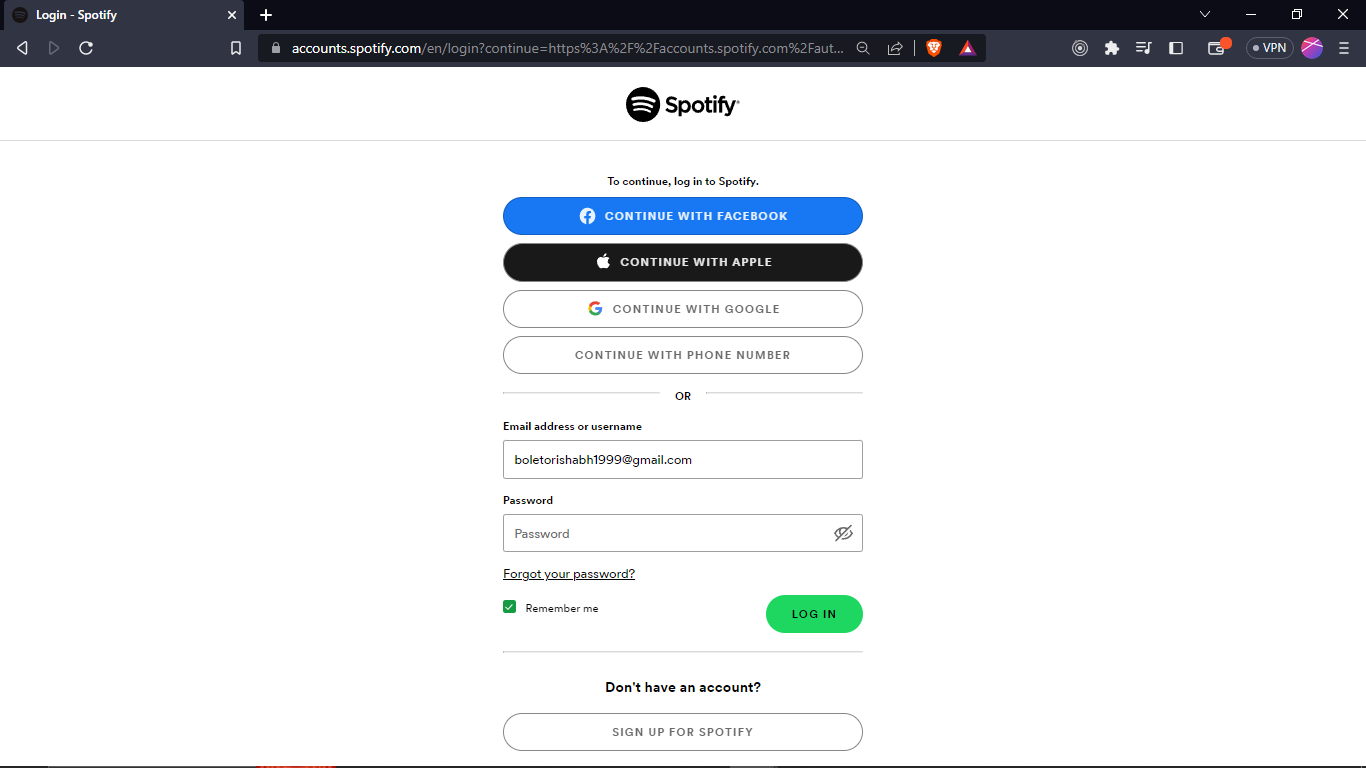 Login - Spotify
accounts.spotify.com/en/login?continue=https%3A%2F%2Faccounts.spotify.com%2Faut...
VPN
Spotify
To continue, log in to Spotify.
CONTINUE WITH FACEBOOK
CONTINUE WITH APPLE
CONTINUE WITH GOOGLE
CONTINUE WITH PHONE NUMBER
OR
Email address or username
boletorishabh1999@gmail.com
Password
Password
Forgot your password?
Remember me
LOG IN
Don't have an account?
SIGN UP FOR SPOTIFY